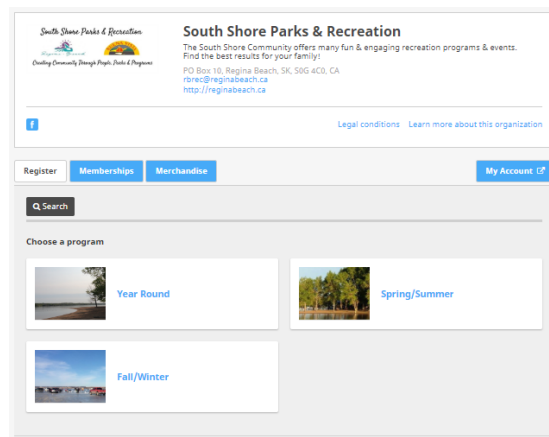 South Shore Parks & Recreation
Regina Beach
Creating Community Through People, Parks & Programs
South Shore Parks & Recreation
The South Shore Community offers many fun & engaging recreation programs & events.
Find the best results for your family!
PO Box 10, Regina Beach, SK, S0G 4C0, CA
rbrec@reginabeach.ca
http://reginabeach.ca
f
Legal conditions Learn more about this organization
Register Memberships Merchandise My Account
Search
Choose a program
Year Round Spring/Summer
Fall/Winter